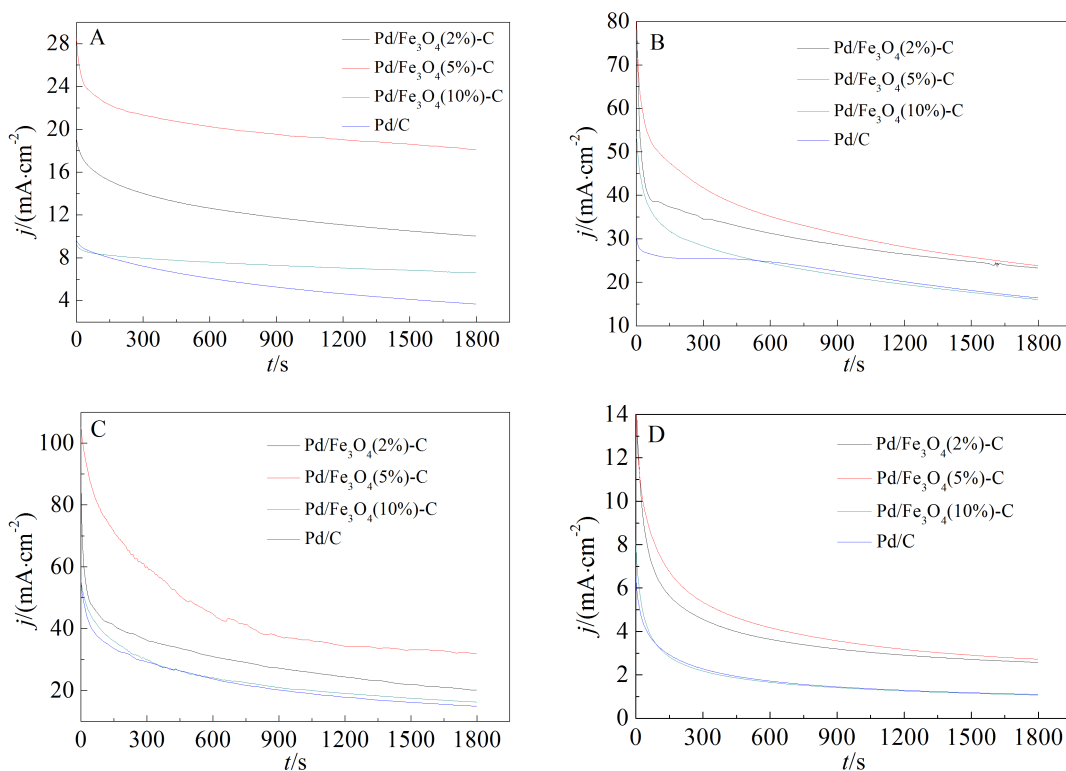 A
Pd/Fe₃O₄(2%)-C
Pd/Fe₃O₄(5%)-C
Pd/Fe₃O₄(10%)-C
Pd/C
28
24
20
16
12
8
4
j/(mA·cm⁻²)
0 300 600 900 1200 1500 1800
t/s
B
Pd/Fe₃O₄(2%)-C
Pd/Fe₃O₄(5%)-C
Pd/Fe₃O₄(10%)-C
Pd/C
80
70
60
50
40
30
20
10
j/(mA·cm⁻²)
0 300 600 900 1200 1500 1800
t/s
C
Pd/Fe₃O₄(2%)-C
Pd/Fe₃O₄(5%)-C
Pd/Fe₃O₄(10%)-C
Pd/C
100
80
60
40
20
j/(mA·cm⁻²)
0 300 600 900 1200 1500 1800
t/s
D
Pd/Fe₃O₄(2%)-C
Pd/Fe₃O₄(5%)-C
Pd/Fe₃O₄(10%)-C
Pd/C
14
12
10
8
6
4
2
0
j/(mA·cm⁻²)
0 300 600 900 1200 1500 1800
t/s